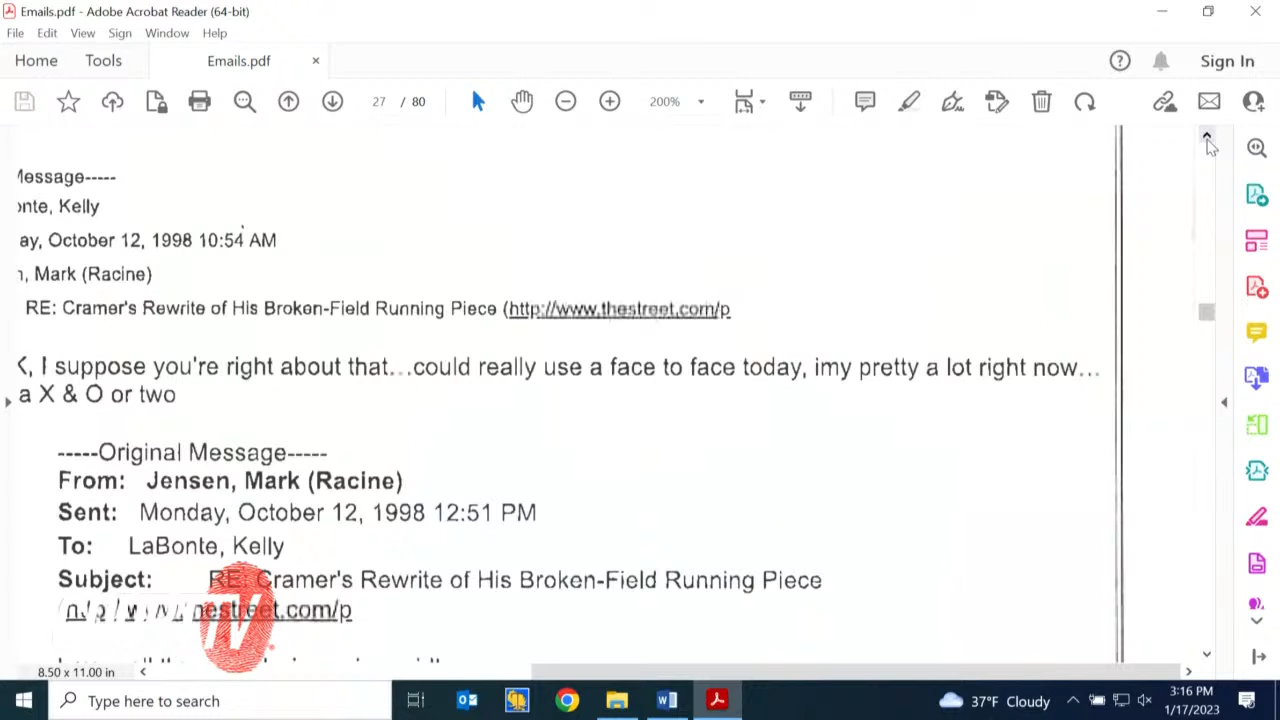 Emails.pdf - Adobe Acrobat Reader (64-bit)
File Edit View Sign Window Help
Home Tools Emails.pdf × Sign In
27 / 80 200%
Message-----
onte, Kelly
ay, October 12, 1998 10:54 AM
n, Mark (Racine)
RE: Cramer's Rewrite of His Broken-Field Running Piece (http://www.thestreet.com/p
K, I suppose you're right about that...could really use a face to face today, imy pretty a lot right now...
a X & O or two
-----Original Message-----
From: Jensen, Mark (Racine)
Sent: Monday, October 12, 1998 12:51 PM
To: LaBonte, Kelly
Subject: RE: Cramer's Rewrite of His Broken-Field Running Piece
nestreet.com/p
TV
8.50 x 11.00 in
Type here to search
37°F Cloudy
3:16 PM
1/17/2023